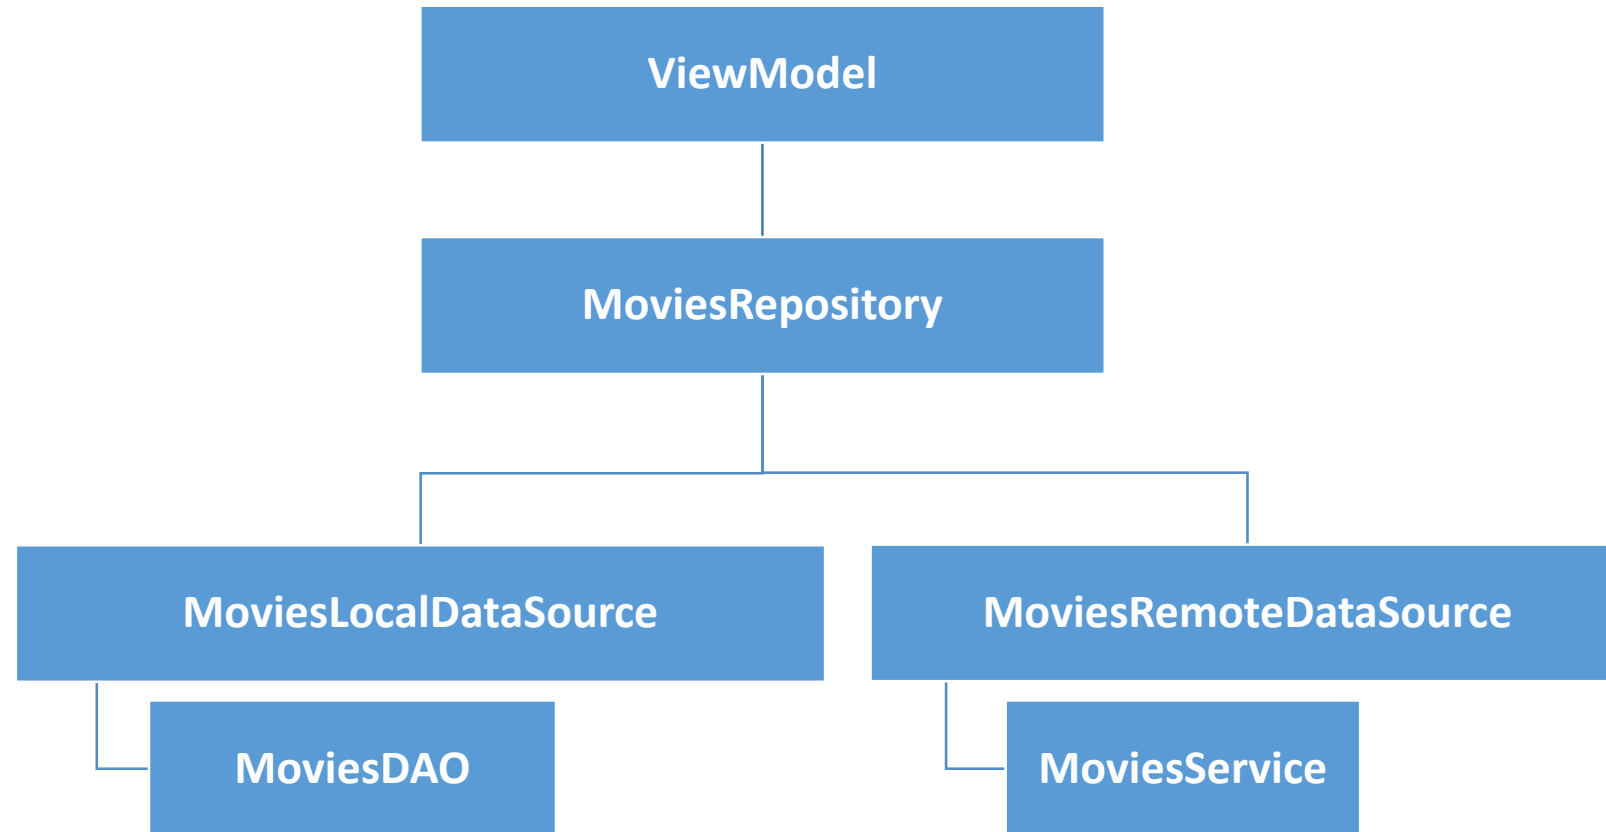 ViewModel
MoviesRepository
MoviesLocalDataSource
MoviesRemoteDataSource
MoviesDAO
MoviesService